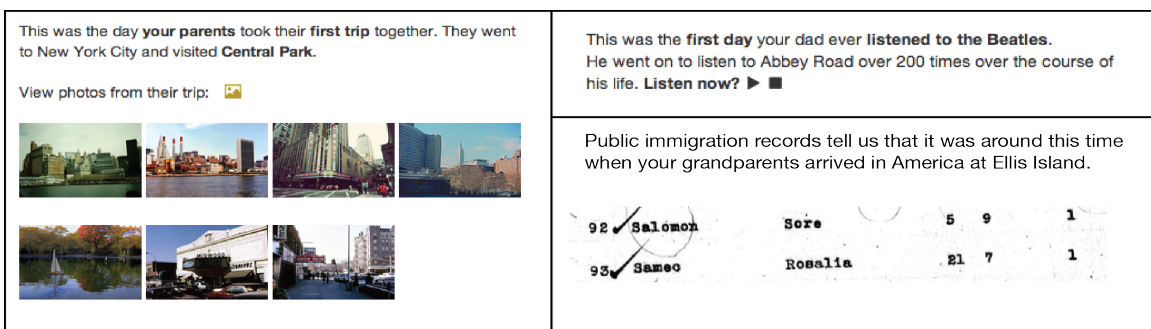 This was the day your parents took their first trip together. They went
to New York City and visited Central Park.
View photos from their trip:
This was the first day your dad ever listened to the Beatles.
He went on to listen to Abbey Road over 200 times over the course of
his life. Listen now?
Public immigration records tell us that it was around this time
when your grandparents arrived in America at Ellis Island.
92 Salomon Sore 5 9 1
93 Sameo Rosalia 21 7 1